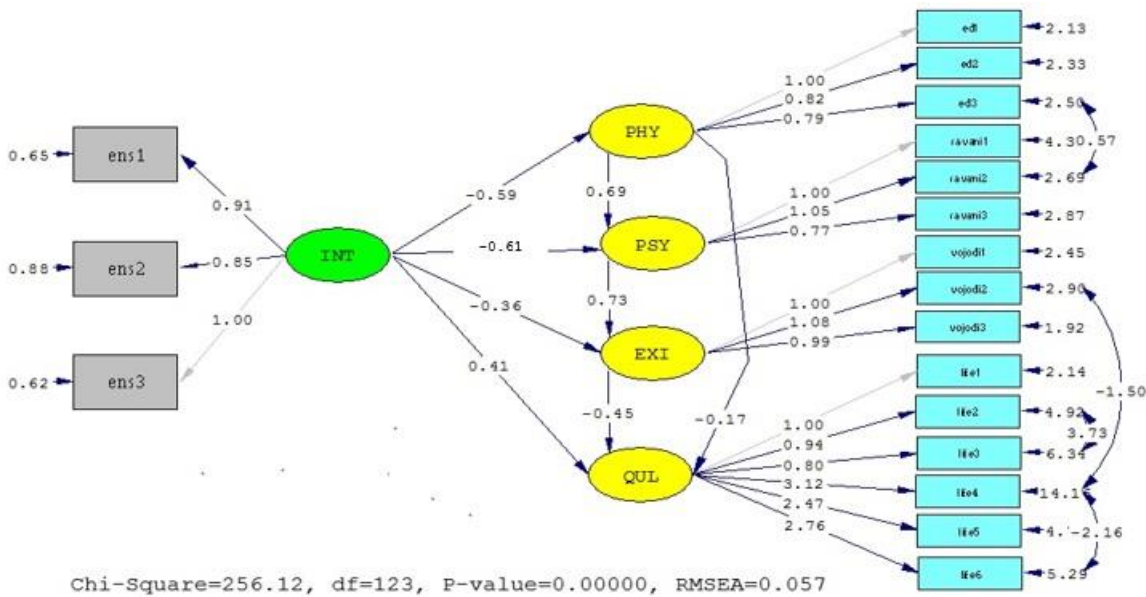 ed1
2.13
1.00
ed2
2.33
0.82
ed3
2.50
0.79
PHY
ens1
0.65
ravani1
4.3
0.57
0.91
-0.59
0.69
1.00
ravani2
2.69
1.05
ravani3
2.87
0.77
INT
-0.61
PSY
ens2
0.88
0.85
vojodi1
2.45
1.00
vojodi2
2.90
1.08
vojodi3
1.92
0.99
-0.36
0.73
EXI
1.00
0.41
ens3
0.62
life1
2.14
1.00
-1.50
-0.45
-0.17
life2
4.92
0.94
3.73
life3
6.34
0.80
QUL
life4
3.12
life5
2.47
-2.16
life6
5.29
2.76
Chi-Square=256.12, df=123, P-value=0.00000, RMSEA=0.057